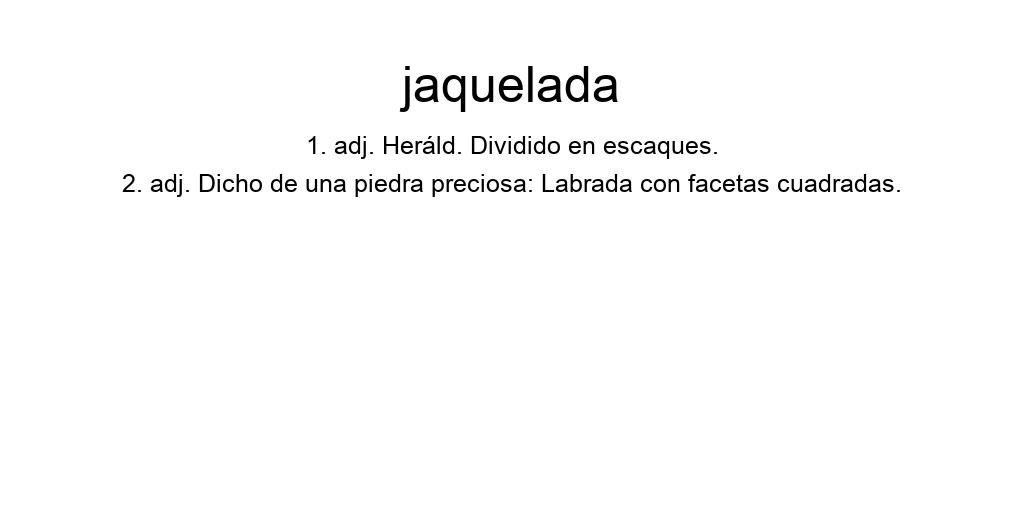 jaquelada
1. adj. Heráld. Dividido en escaques.
2. adj. Dicho de una piedra preciosa: Labrada con facetas cuadradas.